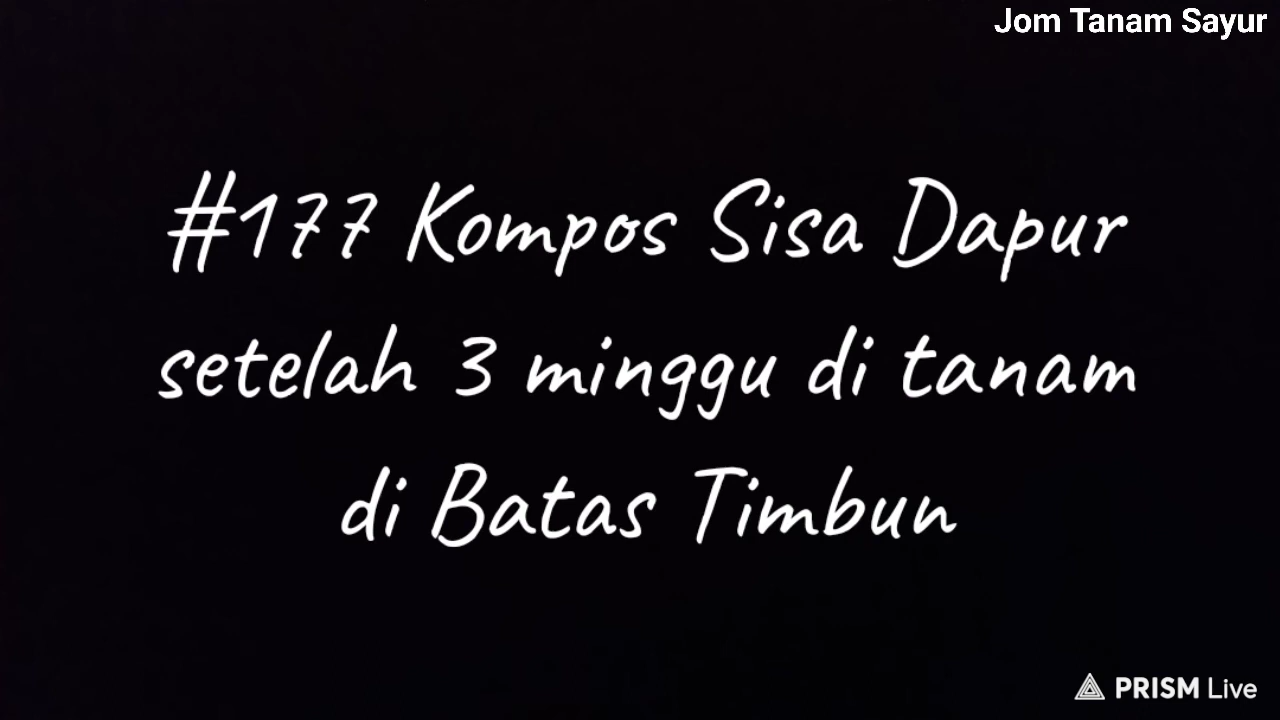 Jom Tanam Sayur
#177 Kompos Sisa Dapur
setelah 3 minggu di tanam
di Batas Timbun
PRISM Live